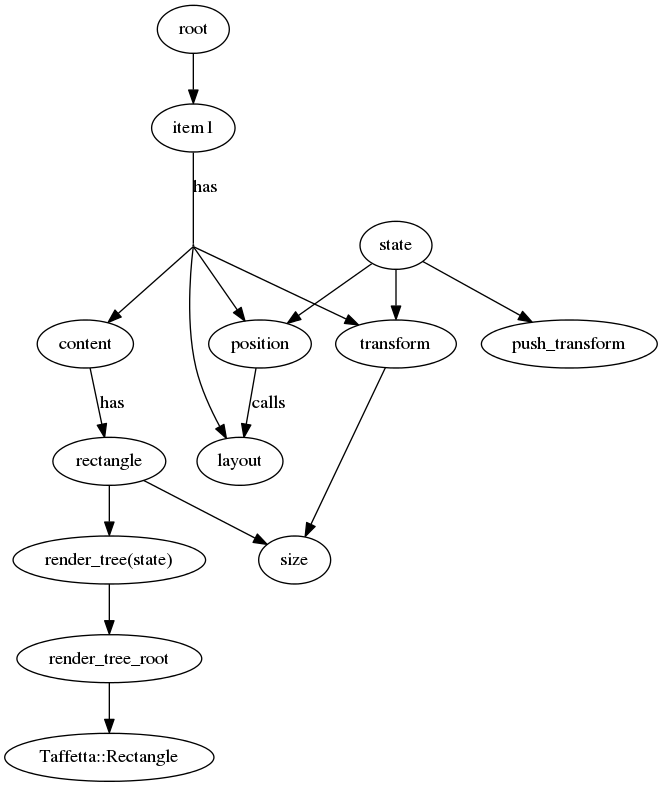 root
item1
has
state
content
position
transform
push_transform
has
calls
rectangle
layout
render_tree(state)
size
render_tree_root
Taffetta::Rectangle